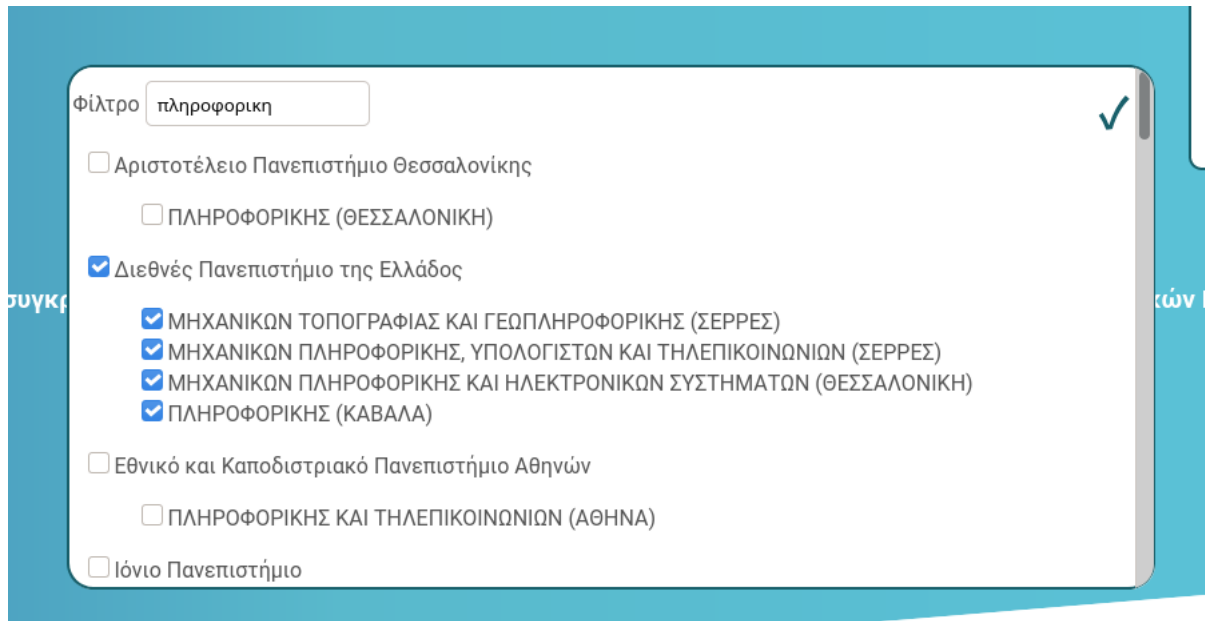 Φίλτρο πληροφορικη
Αριστοτέλειο Πανεπιστήμιο Θεσσαλονίκης
ΠΛΗΡΟΦΟΡΙΚΗΣ (ΘΕΣΣΑΛΟΝΙΚΗ)
Διεθνές Πανεπιστήμιο της Ελλάδος
ΜΗΧΑΝΙΚΩΝ ΤΟΠΟΓΡΑΦΙΑΣ ΚΑΙ ΓΕΩΠΛΗΡΟΦΟΡΙΚΗΣ (ΣΕΡΡΕΣ)
ΜΗΧΑΝΙΚΩΝ ΠΛΗΡΟΦΟΡΙΚΗΣ, ΥΠΟΛΟΓΙΣΤΩΝ ΚΑΙ ΤΗΛΕΠΙΚΟΙΝΩΝΙΩΝ (ΣΕΡΡΕΣ)
ΜΗΧΑΝΙΚΩΝ ΠΛΗΡΟΦΟΡΙΚΗΣ ΚΑΙ ΗΛΕΚΤΡΟΝΙΚΩΝ ΣΥΣΤΗΜΑΤΩΝ (ΘΕΣΣΑΛΟΝΙΚΗ)
ΠΛΗΡΟΦΟΡΙΚΗΣ (ΚΑΒΑΛΑ)
Εθνικό και Καποδιστριακό Πανεπιστήμιο Αθηνών
ΠΛΗΡΟΦΟΡΙΚΗΣ ΚΑΙ ΤΗΛΕΠΙΚΟΙΝΩΝΙΩΝ (ΑΘΗΝΑ)
Ιόνιο Πανεπιστήμιο